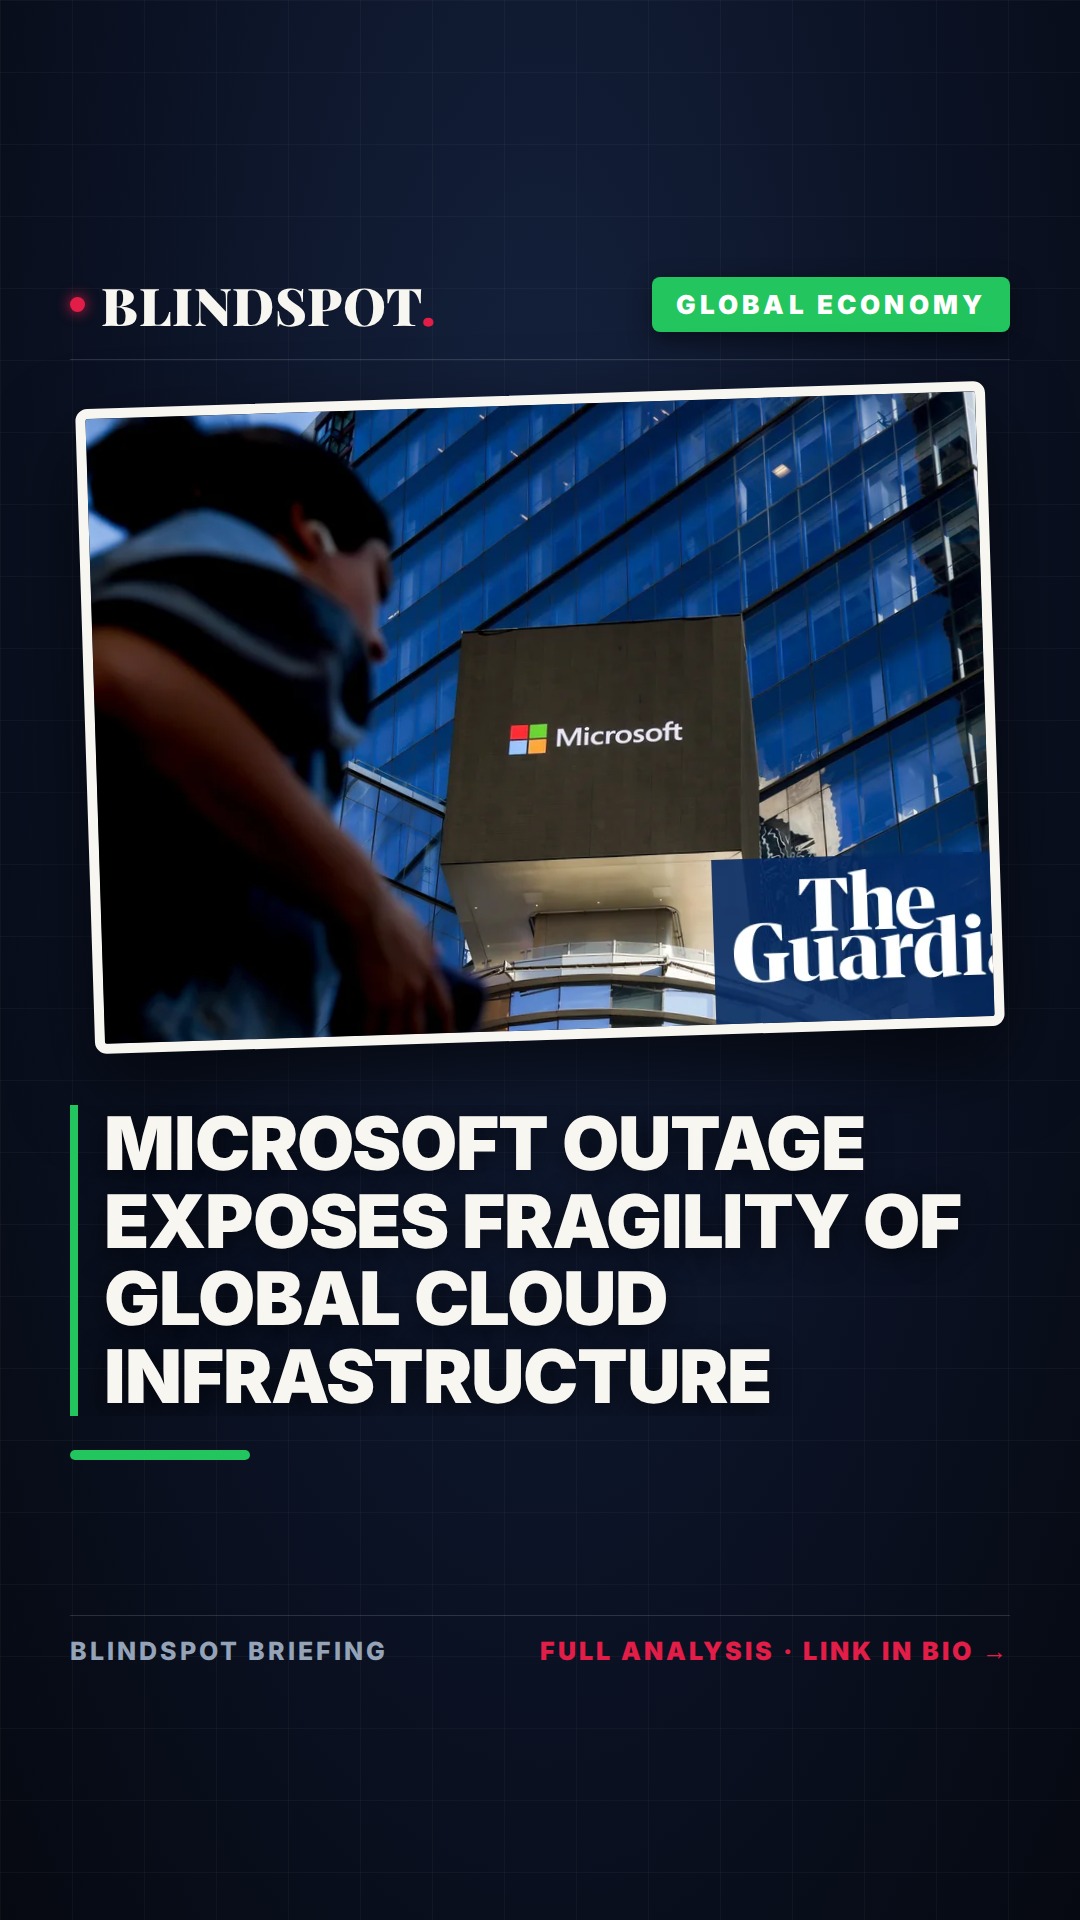 BLINDSPOT.
GLOBAL ECONOMY
Microsoft
The
Guardi
MICROSOFT OUTAGE
EXPOSES FRAGILITY OF
GLOBAL CLOUD
INFRASTRUCTURE
BLINDSPOT BRIEFING
FULL ANALYSIS · LINK IN BIO →